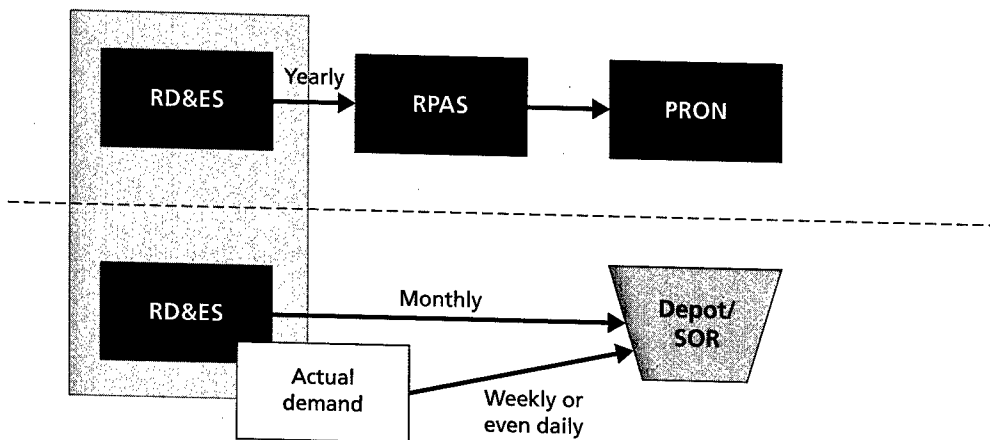 RD&ES
Yearly
RPAS
PRON
RD&ES
Monthly
Depot/
SOR
Actual
demand
Weekly or
even daily